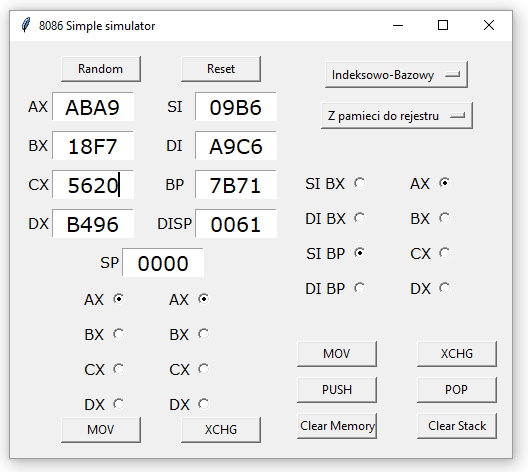 8086 Simple simulator
Random Reset Indeksowo-Bazowy
AX ABA9 SI 09B6
Z pamieci do rejestru
BX 18F7 DI A9C6
CX 5620 BP 7B71 SI BX AX
DX B496 DISP 0061 DI BX BX
SP 0000 SI BP CX
AX AX DI BP DX
BX BX
CX CX MOV XCHG
DX DX PUSH POP
MOV XCHG Clear Memory Clear Stack